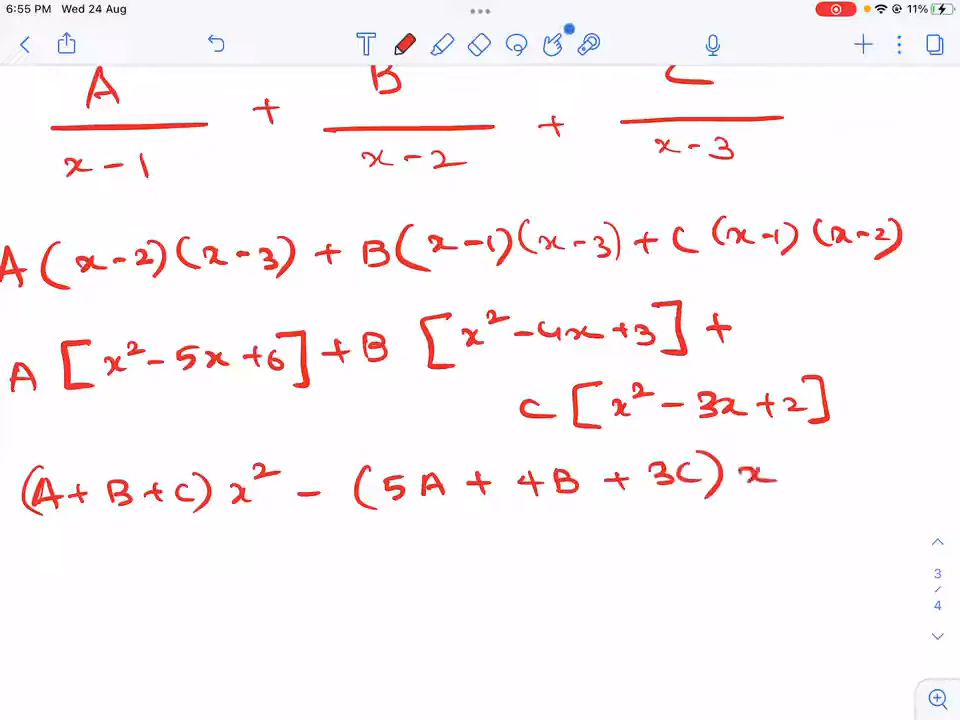 6:55 PM Wed 24 Aug 11%
T
A/(x-1) + B/(x-2) + C/(x-3)
A(x-2)(x-3) + B(x-1)(x-3) + C(x-1)(x-2)
A[x²-5x+6] + B[x²-4x+3] +
C[x²-3x+2]
(A+B+C)x² - (5A+4B+3C)x
3
/
4